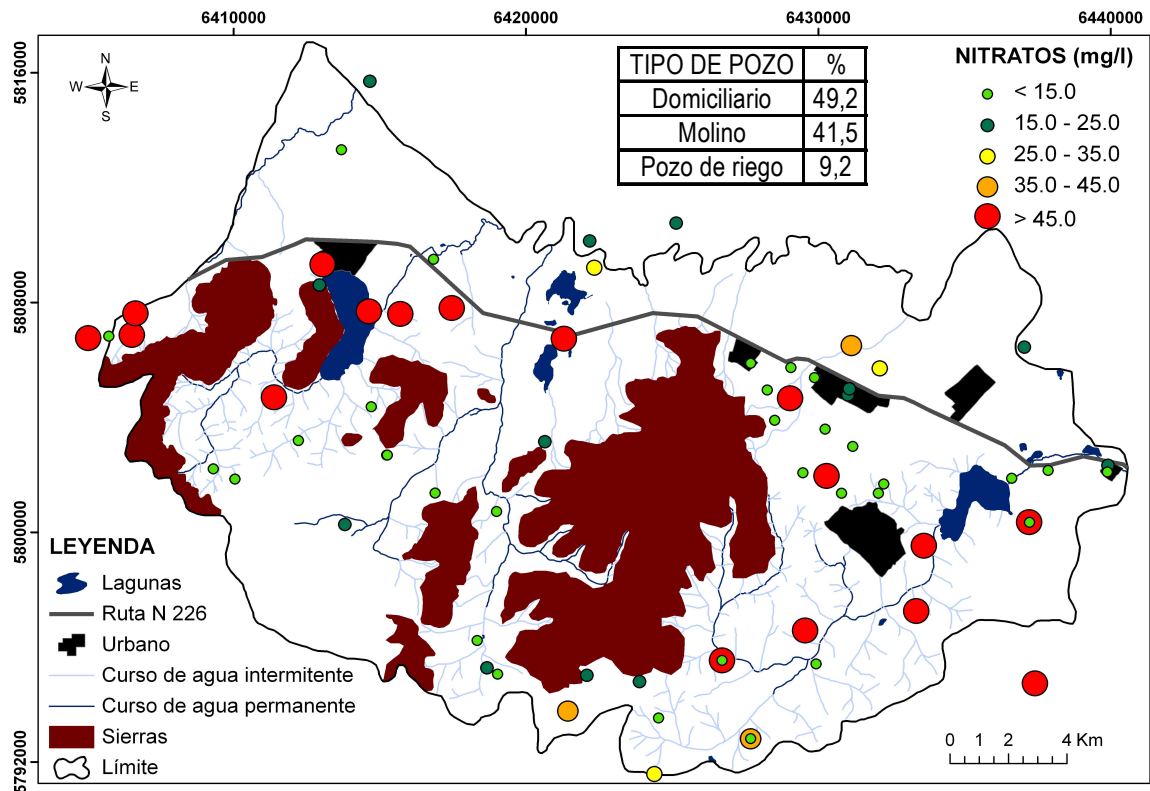 6410000 6420000 6430000 6440000
5816000
5808000
5800000
5792000
N
W E
S
TIPO DE POZO %
Domiciliario 49,2
Molino 41,5
Pozo de riego 9,2
NITRATOS (mg/l)
< 15.0
15.0 - 25.0
25.0 - 35.0
35.0 - 45.0
> 45.0
LEYENDA
Lagunas
Ruta N 226
Urbano
Curso de agua intermitente
Curso de agua permanente
Sierras
Límite
0 1 2 4 Km